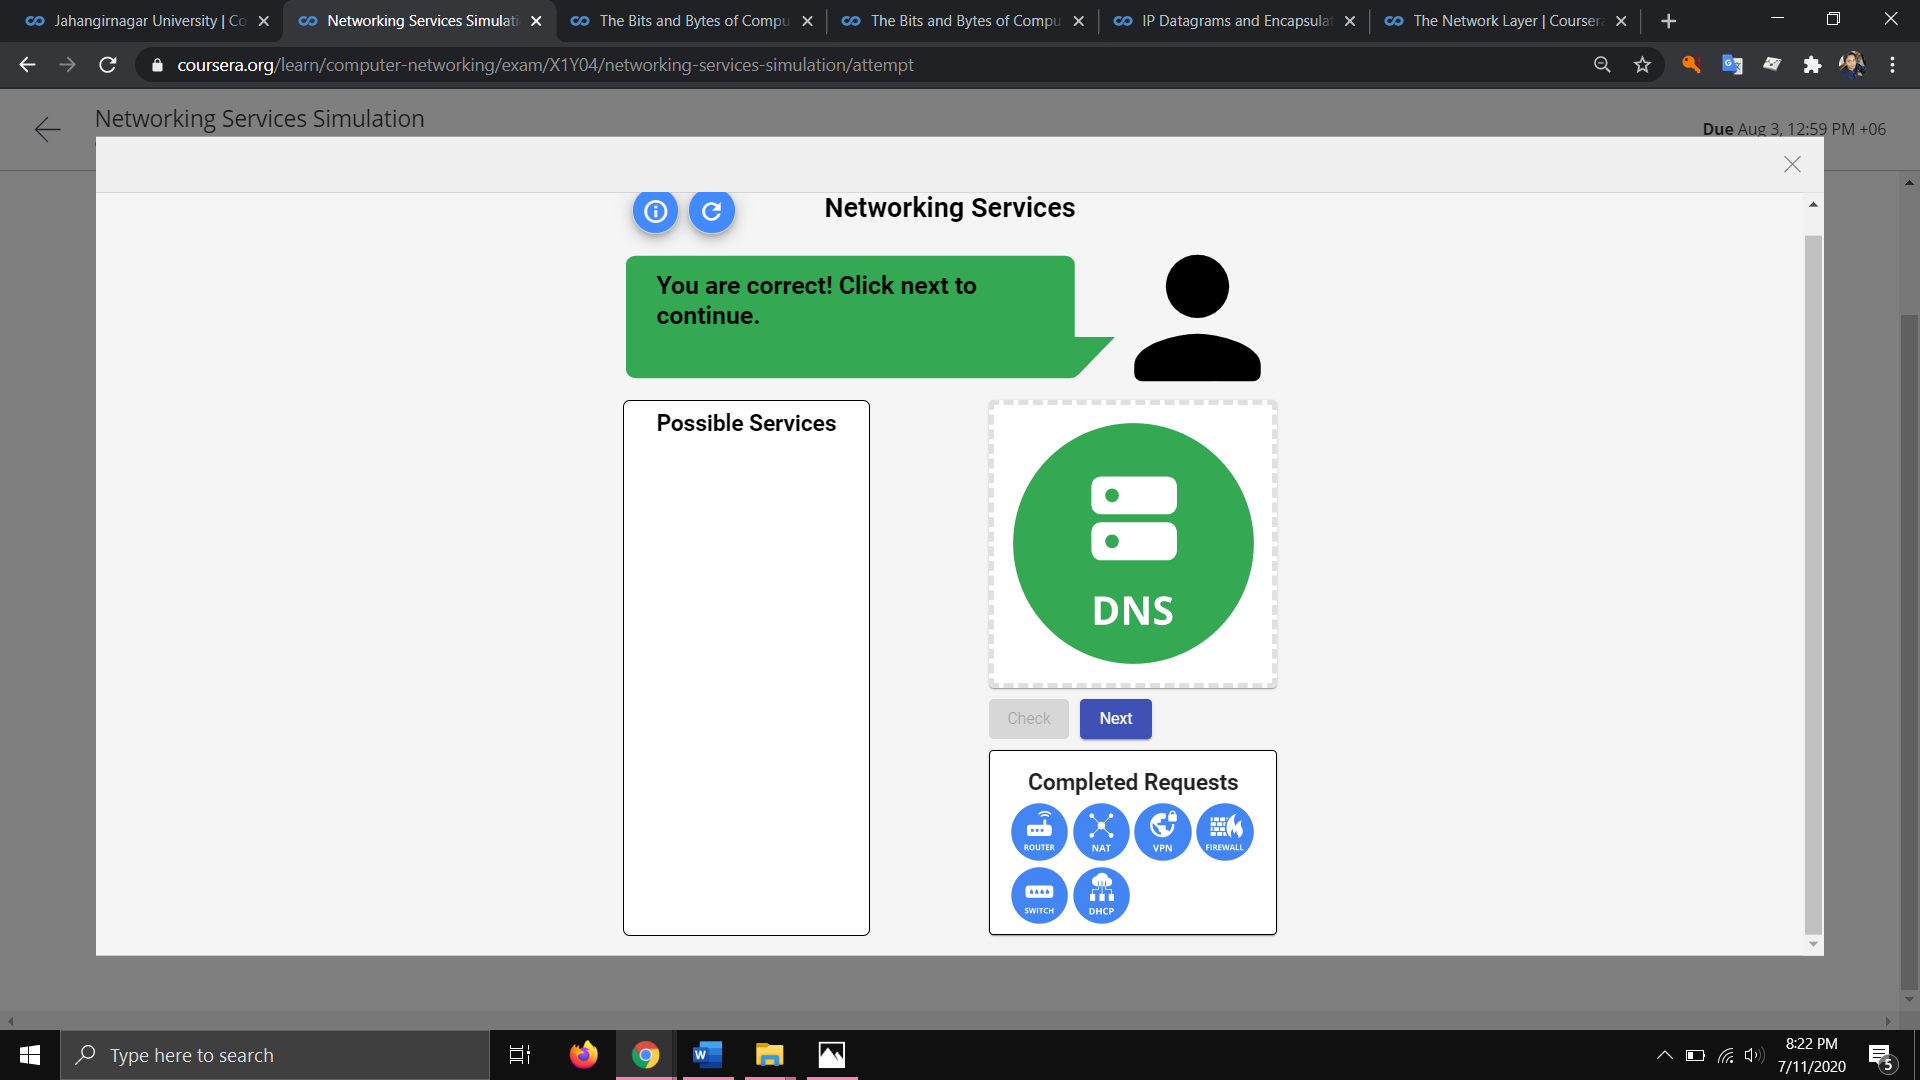 Jahangirnagar University | Co
Networking Services Simulati
The Bits and Bytes of Compu
The Bits and Bytes of Compu
IP Datagrams and Encapsulat
The Network Layer | Coursera
coursera.org/learn/computer-networking/exam/X1Y04/networking-services-simulation/attempt
Networking Services Simulation
Due Aug 3, 12:59 PM +06
Networking Services
You are correct! Click next to
continue.
Possible Services
DNS
Check
Next
Completed Requests
ROUTER
NAT
VPN
FIREWALL
SWITCH
DHCP
Type here to search
8:22 PM
7/11/2020
5